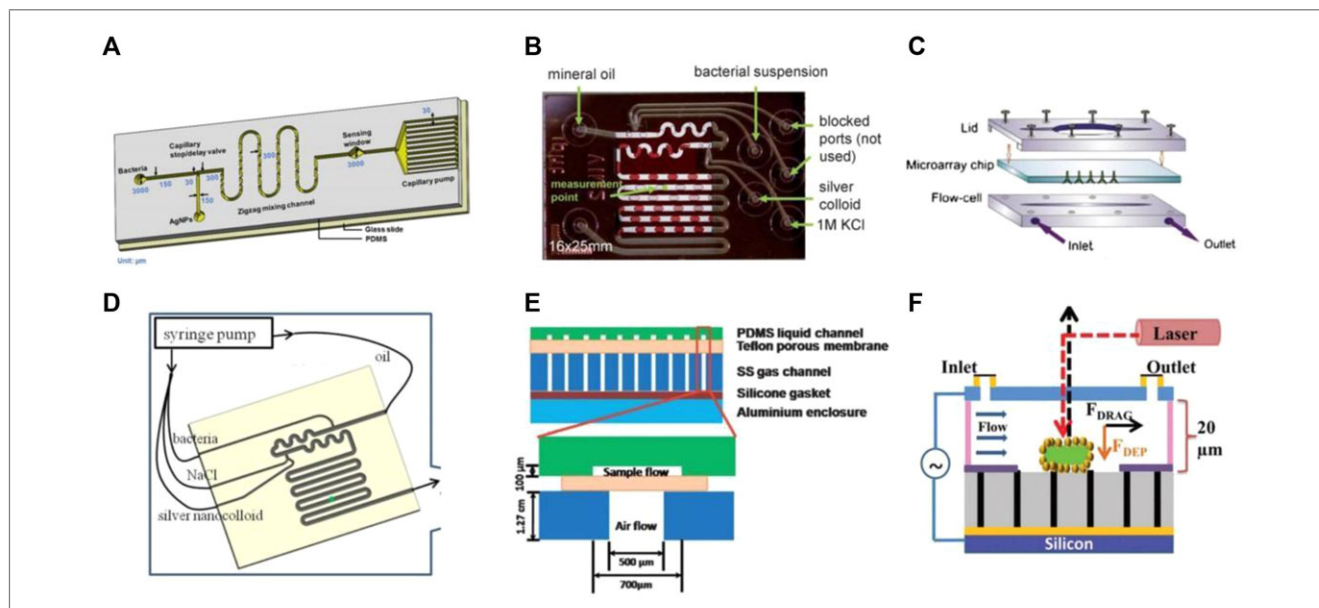 A
Bacteria
3000
150
Capillary
stop/delay valve
30
300
150
AgNPs
300
Zigzag mixing channel
Sensing
window
3000
30
Capillary pump
Glass slide
PDMS
Unit: µm
B
mineral oil
bacterial suspension
blocked
ports (not
used)
measurement
point
silver
colloid
1M KCl
16x25mm
C
Lid
Microarray chip
Flow-cell
Inlet
Outlet
D
syringe pump
oil
bacteria
NaCl
silver nanocolloid
E
PDMS liquid channel
Teflon porous membrane
SS gas channel
Silicone gasket
Aluminium enclosure
Sample flow
100 µm
1.27 cm
Air flow
500 µm
700µm
F
Laser
Inlet
Outlet
Flow
FDRAG
FDEP
20
µm
~
Silicon